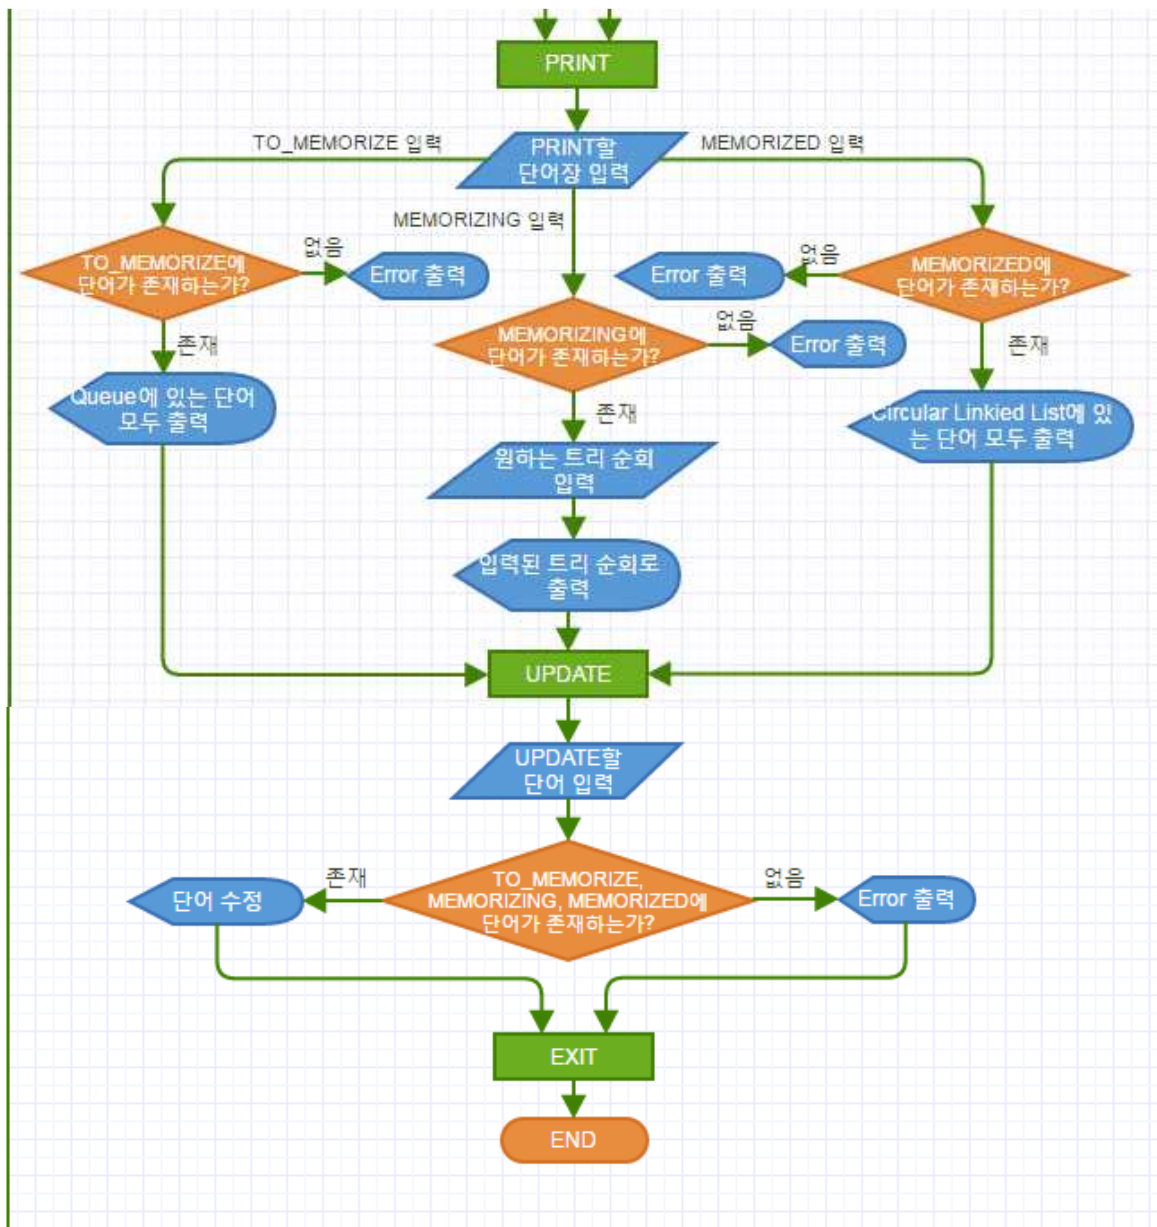 PRINT
TO_MEMORIZE 입력
PRINT할
단어장 입력
MEMORIZED 입력
MEMORIZING 입력
TO_MEMORIZE에
단어가 존재하는가?
없음
Error 출력
Error 출력
없음
MEMORIZED에
단어가 존재하는가?
MEMORIZING에
단어가 존재하는가?
없음
Error 출력
존재
존재
Queue에 있는 단어
모두 출력
존재
Circular Linkied List에 있
는 단어 모두 출력
원하는 트리 순회
입력
입력된 트리 순회로
출력
UPDATE
UPDATE할
단어 입력
TO_MEMORIZE,
MEMORIZING, MEMORIZED에
단어가 존재하는가?
존재
단어 수정
없음
Error 출력
EXIT
END